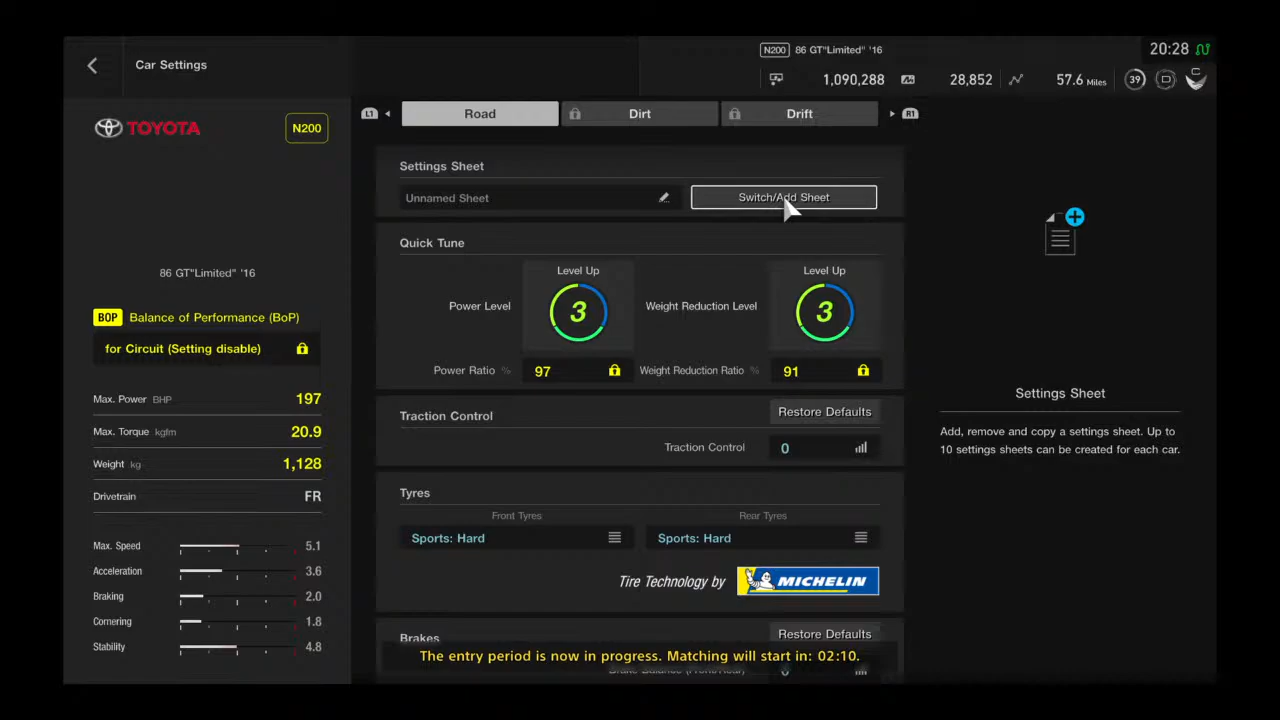 Car Settings
N200 86 GT"Limited" '16
20:28
1,090,288
28,852
57.6 Miles
39
D
C
TOYOTA
N200
86 GT"Limited" '16
BOP Balance of Performance (BoP)
for Circuit (Setting disable)
Max. Power BHP 197
Max. Torque kgfm 20.9
Weight kg 1,128
Drivetrain FR
Max. Speed 5.1
Acceleration 3.6
Braking 2.0
Cornering 1.8
Stability 4.8
L1 Road Dirt Drift R1
Settings Sheet
Unnamed Sheet Switch/Add Sheet
Quick Tune
Level Up Level Up
Power Level 3 Weight Reduction Level 3
Power Ratio % 97 Weight Reduction Ratio % 91
Traction Control Restore Defaults
Traction Control 0
Tyres
Front Tyres Rear Tyres
Sports: Hard Sports: Hard
Tire Technology by MICHELIN
Brakes Restore Defaults
The entry period is now in progress. Matching will start in: 02:10.
Brake Balance (Front/Rear) 0
Settings Sheet
Add, remove and copy a settings sheet. Up to
10 settings sheets can be created for each car.